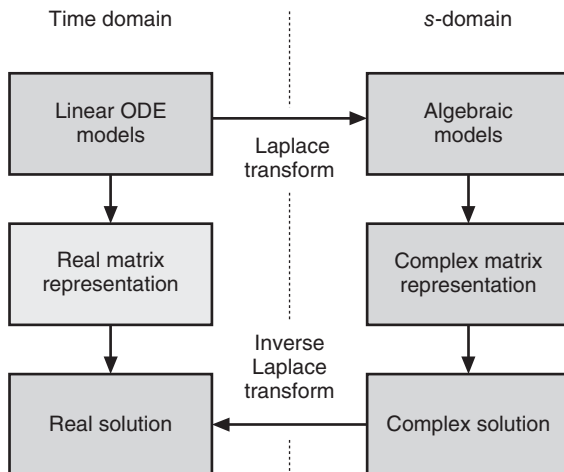 Time domain
s-domain
Linear ODE
models
Algebraic
models
Laplace
transform
Real matrix
representation
Complex matrix
representation
Inverse
Laplace
transform
Real solution
Complex solution